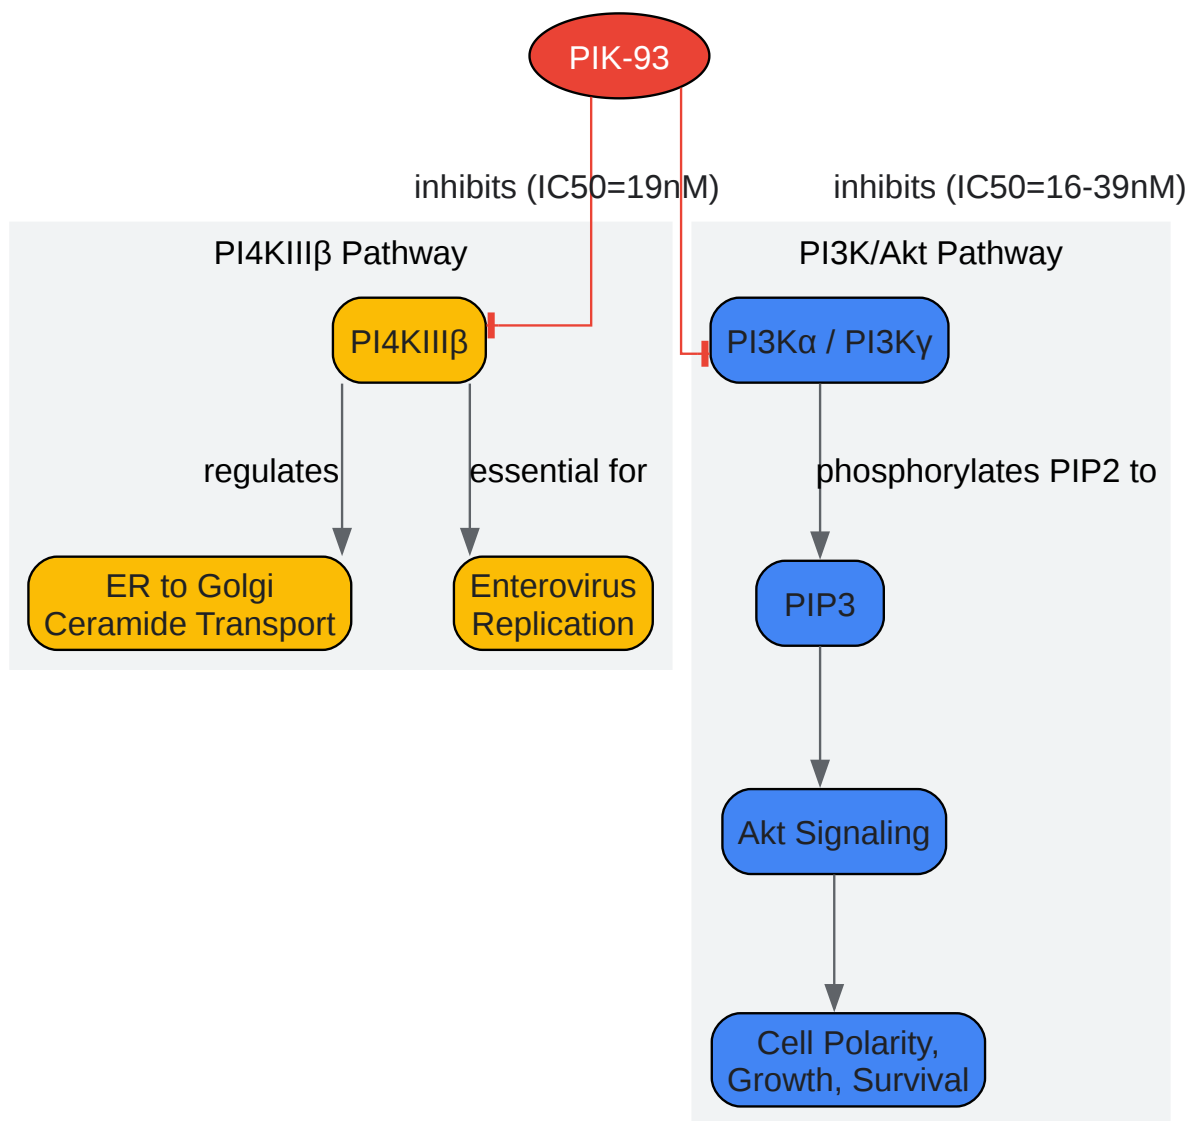 PIK-93
inhibits (IC50=19nM)
inhibits (IC50=16-39nM)
PI4KIIIβ Pathway
PI3K/Akt Pathway
PI4KIIIβ
PI3Kα / PI3Kγ
regulates
essential for
phosphorylates PIP2 to
ER to Golgi
Ceramide Transport
Enterovirus
Replication
PIP3
Akt Signaling
Cell Polarity,
Growth, Survival